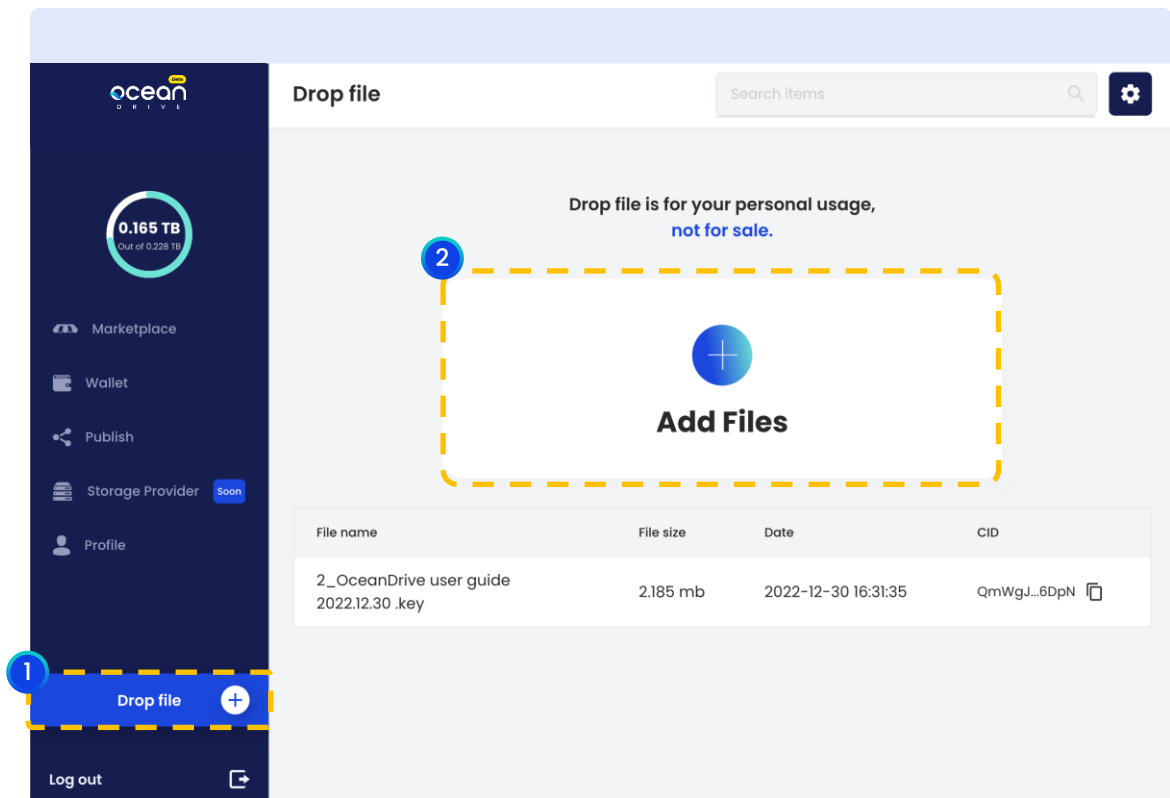 Beta
ocean
DRIVE
Drop file
Search items
0.165 TB
Out of 0.228 TB
Marketplace
Wallet
Publish
Storage Provider Soon
Profile
1
Drop file
Log out
Drop file is for your personal usage,
not for sale.
2
Add Files
File name File size Date CID
2_OceanDrive user guide
2022.12.30 .key
2.185 mb 2022-12-30 16:31:35 QmWgJ...6DpN